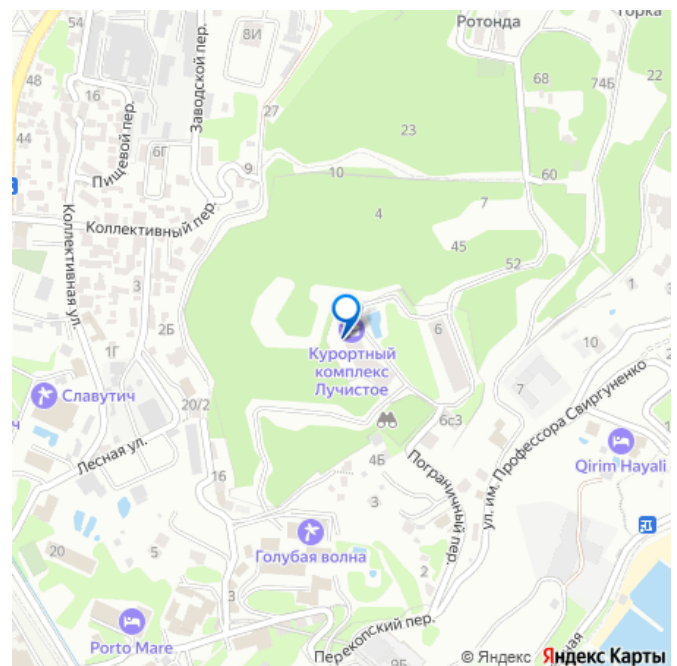 Ротонда
Горка
54
8И
Заводской пер.
68
74Б
22
48
16
27
23
44
Пищевой пер.
6Г
9
10
60
Коллективный пер.
4
7
Коллективная ул.
45
52
3
1
3
2Б
6
10
1Г
Курортный
комплекс
Лучистое
7
Славутич
20/2
6с3
ул. им. Профессора Свиргуненко
Лесная ул.
4Б
Qirim Hayali
16
Пограничный пер.
3
20
5
Голубая волна
2
3
Porto Mare
Перекопский пер.
9Б
ная
© Яндекс Яндекс Карты